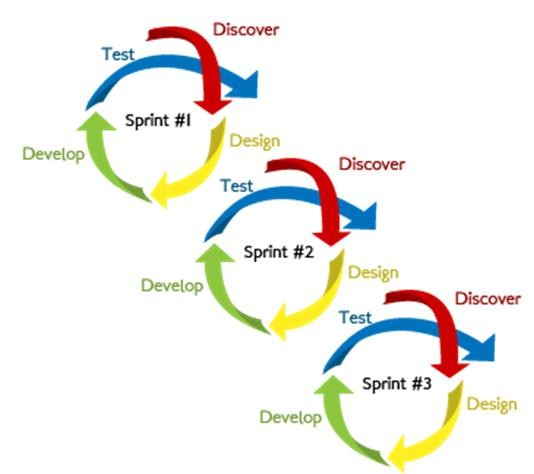 Discover
Test
Sprint #1
Design
Develop
Discover
Test
Sprint #2
Design
Develop
Discover
Test
Sprint #3
Design
Develop